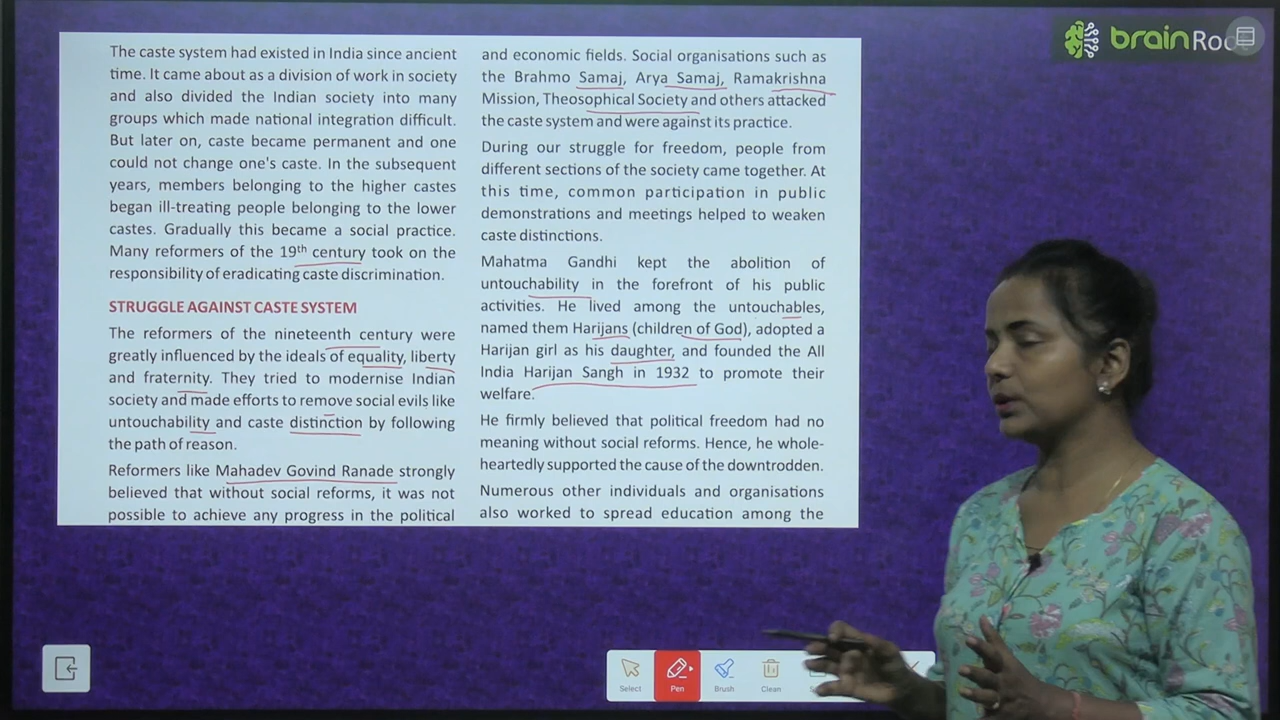 The caste system had existed in India since ancient
time. It came about as a division of work in society
and also divided the Indian society into many
groups which made national integration difficult.
But later on, caste became permanent and one
could not change one's caste. In the subsequent
years, members belonging to the higher castes
began ill-treating people belonging to the lower
castes. Gradually this became a social practice.
Many reformers of the 19th century took on the
responsibility of eradicating caste discrimination.
STRUGGLE AGAINST CASTE SYSTEM
The reformers of the nineteenth century were
greatly influenced by the ideals of equality, liberty
and fraternity. They tried to modernise Indian
society and made efforts to remove social evils like
untouchability and caste distinction by following
the path of reason.
Reformers like Mahadev Govind Ranade strongly
believed that without social reforms, it was not
possible to achieve any progress in the political
and economic fields. Social organisations such as
the Brahmo Samaj, Arya Samaj, Ramakrishna
Mission, Theosophical Society and others attacked
the caste system and were against its practice.
During our struggle for freedom, people from
different sections of the society came together. At
this time, common participation in public
demonstrations and meetings helped to weaken
caste distinctions.
Mahatma Gandhi kept the abolition of
untouchability in the forefront of his public
activities. He lived among the untouchables,
named them Harijans (children of God), adopted a
Harijan girl as his daughter, and founded the All
India Harijan Sangh in 1932 to promote their
welfare.
He firmly believed that political freedom had no
meaning without social reforms. Hence, he whole-
heartedly supported the cause of the downtrodden.
Numerous other individuals and organisations
also worked to spread education among the
brain
Select
Pen
Brush
Clean